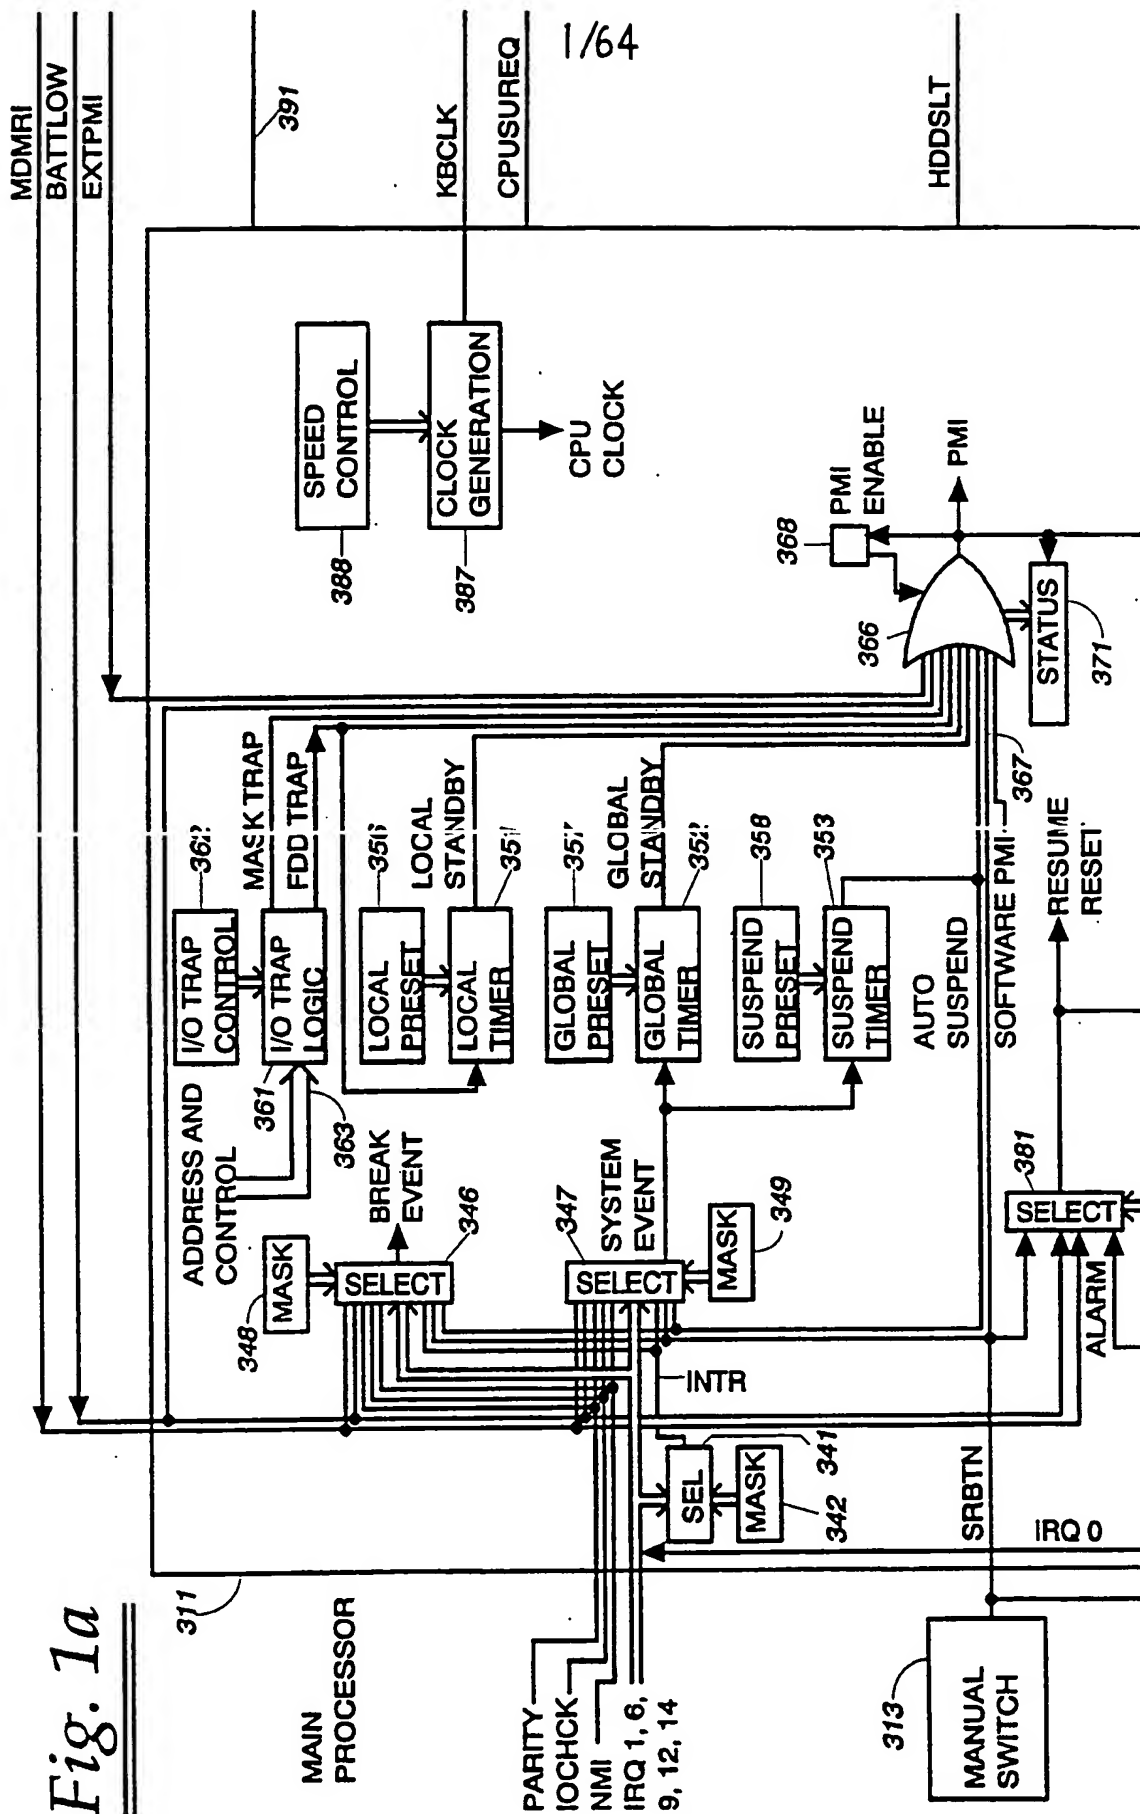 1/64
Fig. 1a
MDMRI
BATTLOW
EXTPMI
391
KBCLK
CPUSUREQ
HDDSLT
311
MAIN
PROCESSOR
SPEED
CONTROL
388
CLOCK
GENERATION
387
CPU
CLOCK
PMI
ENABLE
368
PMI
366
STATUS
371
367
I/O TRAP
CONTROL
362
I/O TRAP
LOGIC
361
MASK TRAP
FDD TRAP
ADDRESS AND
CONTROL
363
LOCAL
PRESET
356
LOCAL
TIMER
351
LOCAL
STANDBY
GLOBAL
PRESET
357
GLOBAL
TIMER
352
GLOBAL
STANDBY
SUSPEND
PRESET
358
SUSPEND
TIMER
353
AUTO
SUSPEND
SOFTWARE PMI
RESUME
RESET
BREAK
EVENT
MASK
348
SELECT
346
SYSTEM
EVENT
SELECT
347
MASK
349
SELECT
381
ALARM
INTR
SEL
341
MASK
342
SRBTN
IRQ 0
PARITY
IOCHCK
NMI
IRQ 1, 6,
9, 12, 14
313
MANUAL
SWITCH